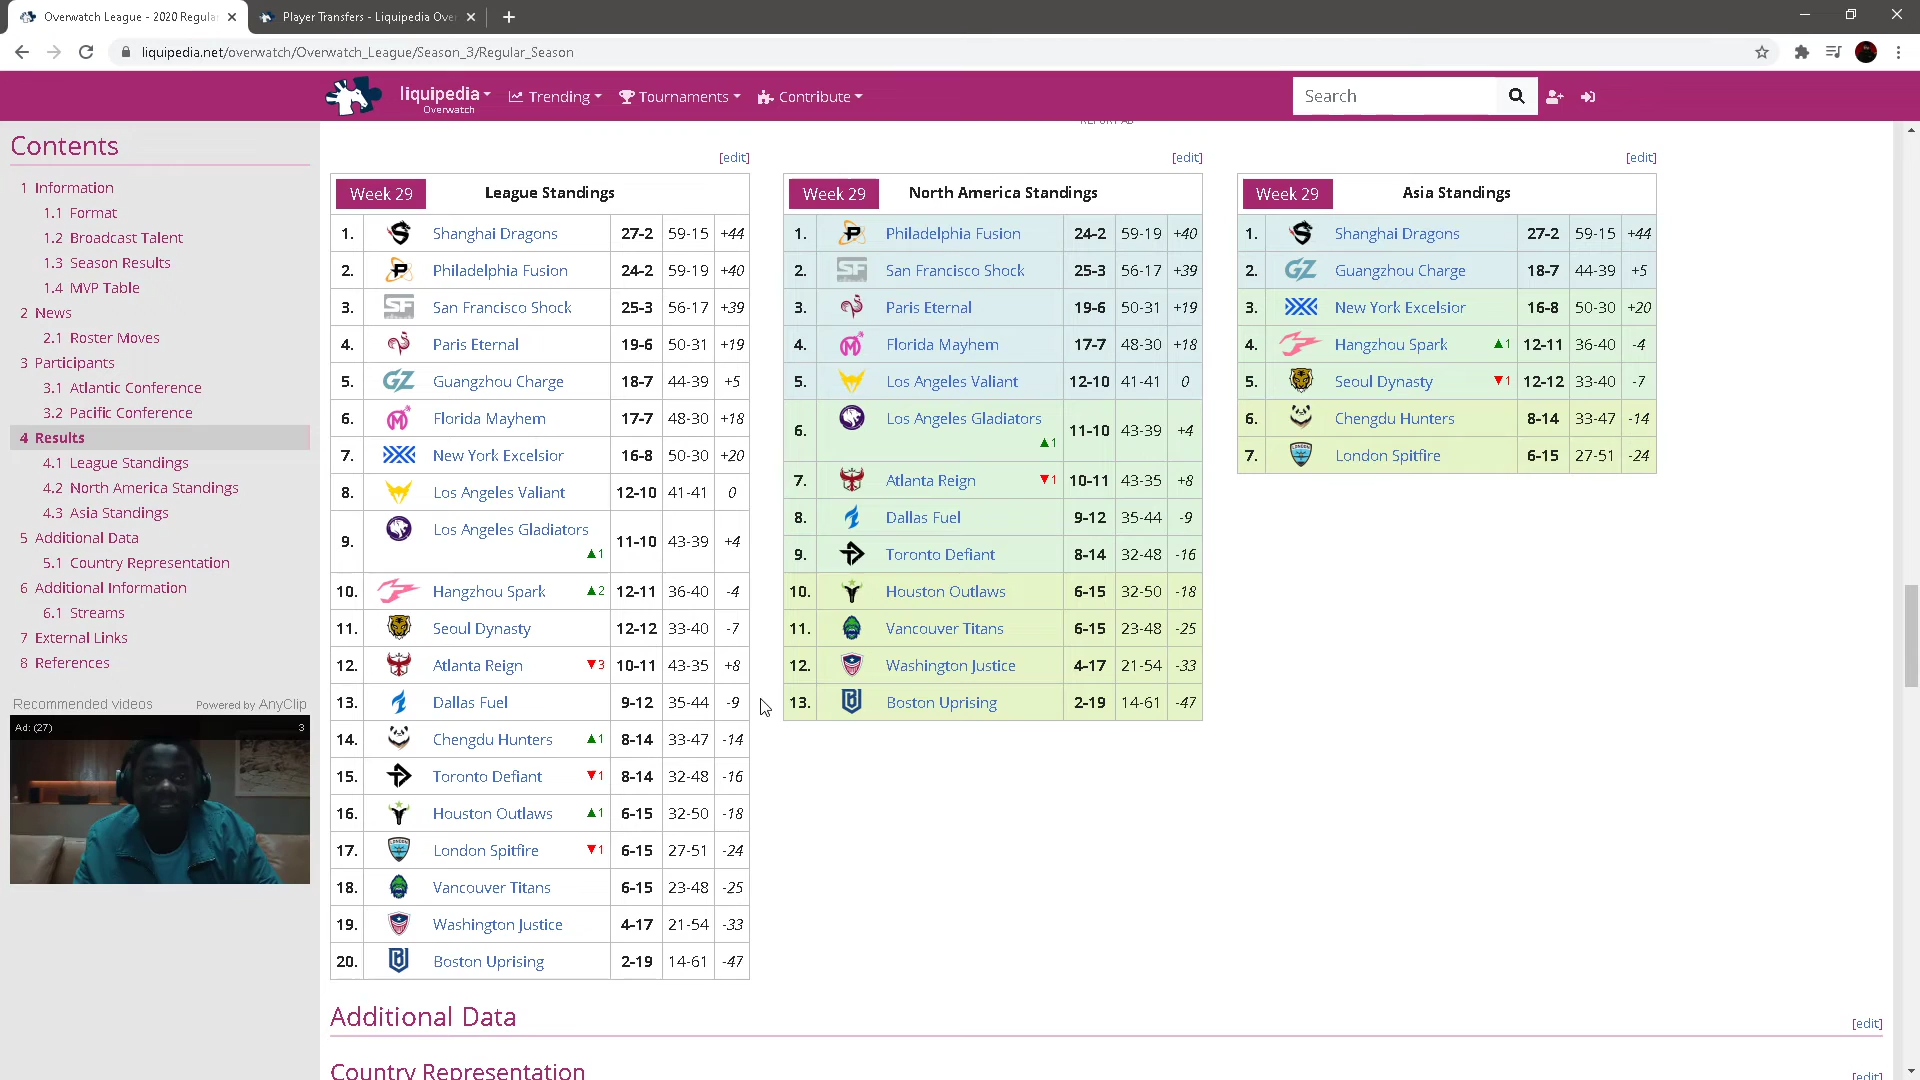 Overwatch League - 2020 Regula
Player Transfers - Liquipedia Ove
liquipedia.net/overwatch/Overwatch_League/Season_3/Regular_Season
liquipedia
Overwatch
Trending
Tournaments
Contribute
Search
Contents
1 Information
1.1 Format
1.2 Broadcast Talent
1.3 Season Results
1.4 MVP Table
2 News
2.1 Roster Moves
3 Participants
3.1 Atlantic Conference
3.2 Pacific Conference
4 Results
4.1 League Standings
4.2 North America Standings
4.3 Asia Standings
5 Additional Data
5.1 Country Representation
6 Additional Information
6.1 Streams
7 External Links
8 References
Recommended videos Powered by AnyClip
Ad: (27) 3
REPORT AD
[edit]
Week 29 League Standings
1. Shanghai Dragons 27-2 59-15 +44
2. Philadelphia Fusion 24-2 59-19 +40
3. San Francisco Shock 25-3 56-17 +39
4. Paris Eternal 19-6 50-31 +19
5. Guangzhou Charge 18-7 44-39 +5
6. Florida Mayhem 17-7 48-30 +18
7. New York Excelsior 16-8 50-30 +20
8. Los Angeles Valiant 12-10 41-41 0
9. Los Angeles Gladiators ▲1 11-10 43-39 +4
10. Hangzhou Spark ▲2 12-11 36-40 -4
11. Seoul Dynasty 12-12 33-40 -7
12. Atlanta Reign ▼3 10-11 43-35 +8
13. Dallas Fuel 9-12 35-44 -9
14. Chengdu Hunters ▲1 8-14 33-47 -14
15. Toronto Defiant ▼1 8-14 32-48 -16
16. Houston Outlaws ▲1 6-15 32-50 -18
17. London Spitfire ▼1 6-15 27-51 -24
18. Vancouver Titans 6-15 23-48 -25
19. Washington Justice 4-17 21-54 -33
20. Boston Uprising 2-19 14-61 -47
[edit]
Week 29 North America Standings
1. Philadelphia Fusion 24-2 59-19 +40
2. San Francisco Shock 25-3 56-17 +39
3. Paris Eternal 19-6 50-31 +19
4. Florida Mayhem 17-7 48-30 +18
5. Los Angeles Valiant 12-10 41-41 0
6. Los Angeles Gladiators ▲1 11-10 43-39 +4
7. Atlanta Reign ▼1 10-11 43-35 +8
8. Dallas Fuel 9-12 35-44 -9
9. Toronto Defiant 8-14 32-48 -16
10. Houston Outlaws 6-15 32-50 -18
11. Vancouver Titans 6-15 23-48 -25
12. Washington Justice 4-17 21-54 -33
13. Boston Uprising 2-19 14-61 -47
[edit]
Week 29 Asia Standings
1. Shanghai Dragons 27-2 59-15 +44
2. Guangzhou Charge 18-7 44-39 +5
3. New York Excelsior 16-8 50-30 +20
4. Hangzhou Spark ▲1 12-11 36-40 -4
5. Seoul Dynasty ▼1 12-12 33-40 -7
6. Chengdu Hunters 8-14 33-47 -14
7. London Spitfire 6-15 27-51 -24
Additional Data [edit]
Country Representation [edit]